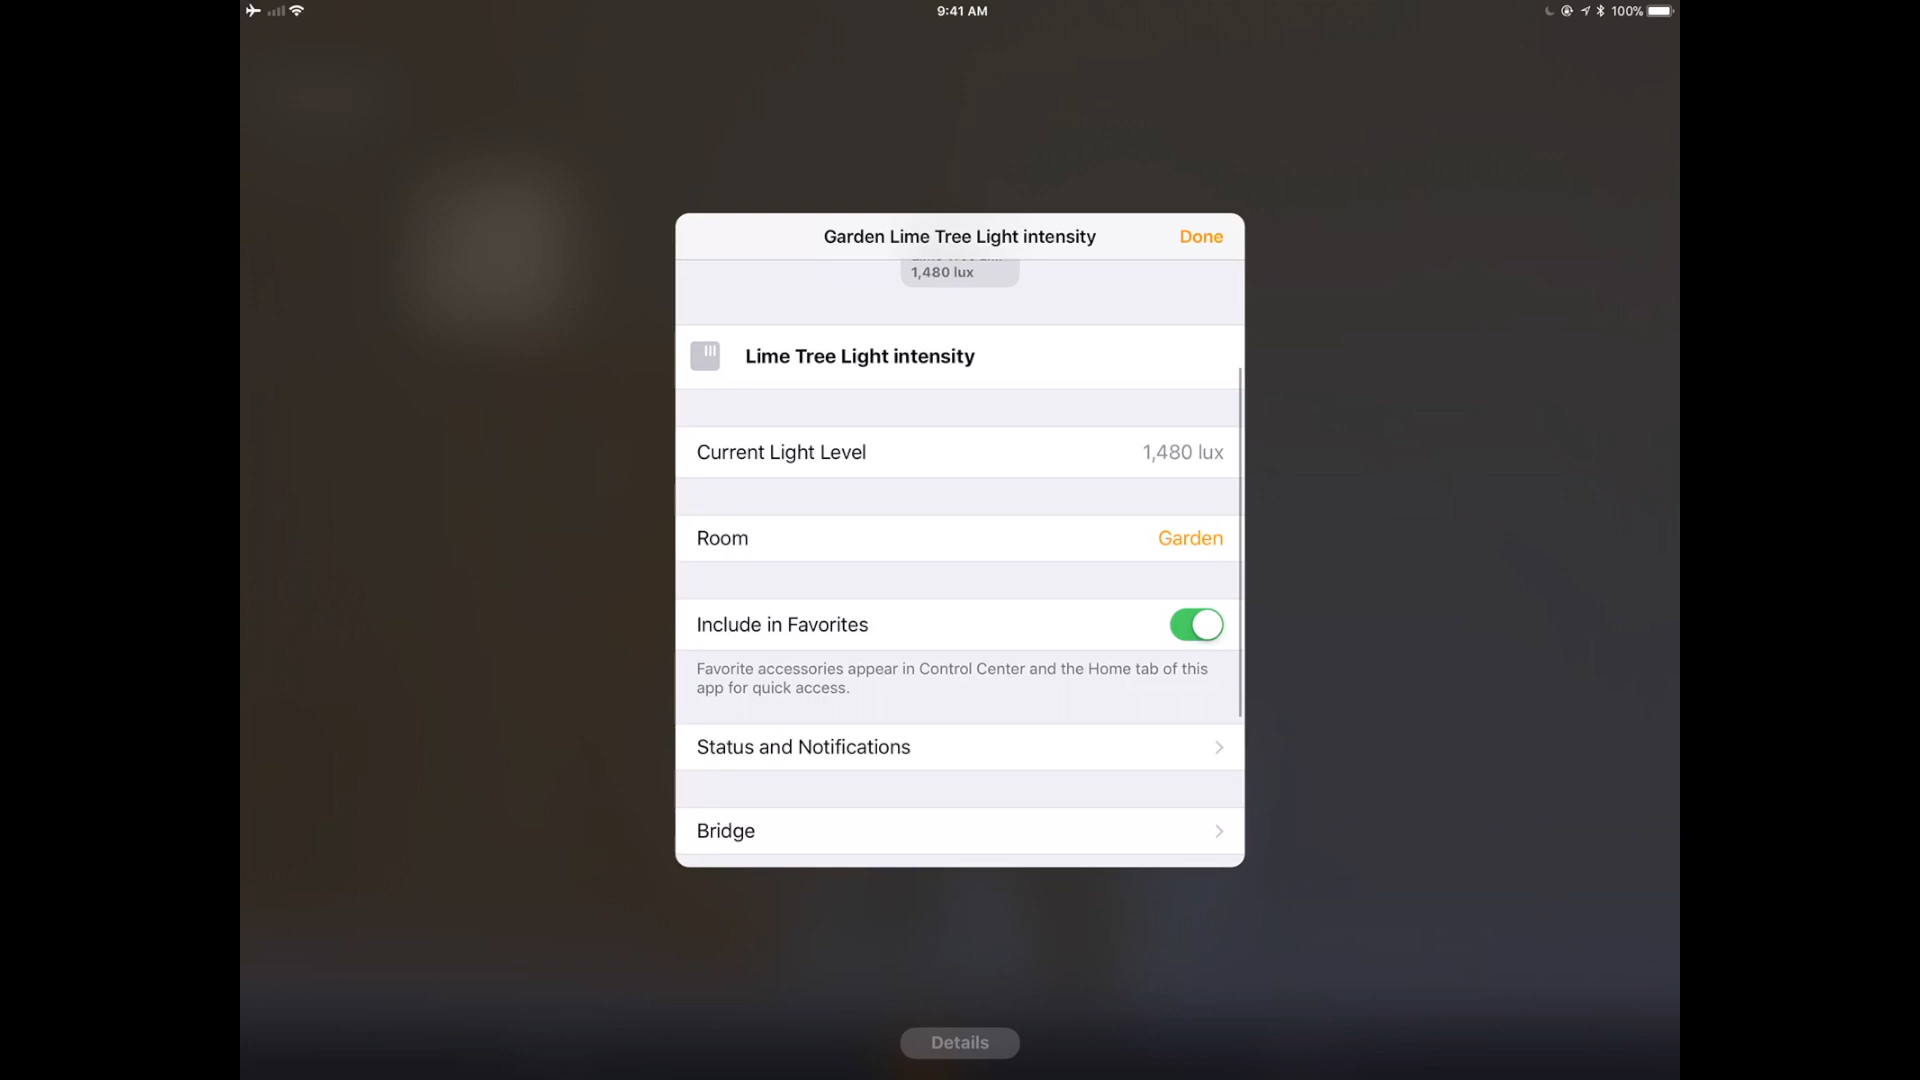 9:41 AM
100%
Garden Lime Tree Light intensity
Done
1,480 lux
Lime Tree Light intensity
Current Light Level
1,480 lux
Room
Garden
Include in Favorites
Favorite accessories appear in Control Center and the Home tab of this
app for quick access.
Status and Notifications
Bridge
Details